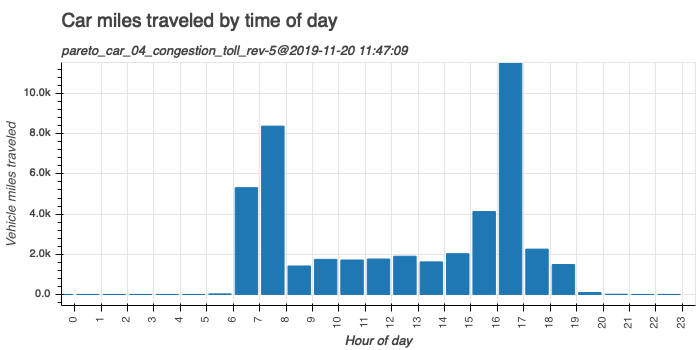 Car miles traveled by time of day
pareto_car_04_congestion_toll_rev-5@2019-11-20 11:47:09
Vehicle miles traveled
10.0k
8.0k
6.0k
4.0k
2.0k
0.0
0 1 2 3 4 5 6 7 8 9 10 11 12 13 14 15 16 17 18 19 20 21 22 23
Hour of day